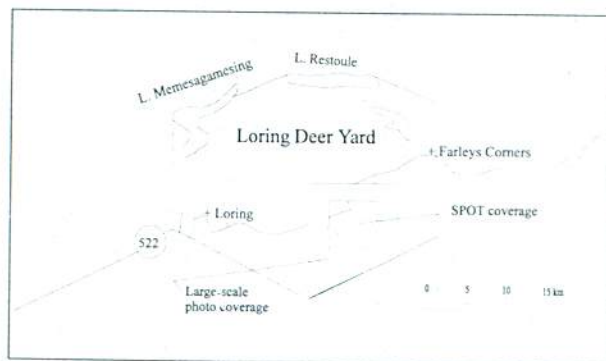 L. Restoule
L. Memesagamesing
Loring Deer Yard
+ Farleys Corners
+ Loring
SPOT coverage
522
Large-scale
photo coverage
0 5 10 15 km